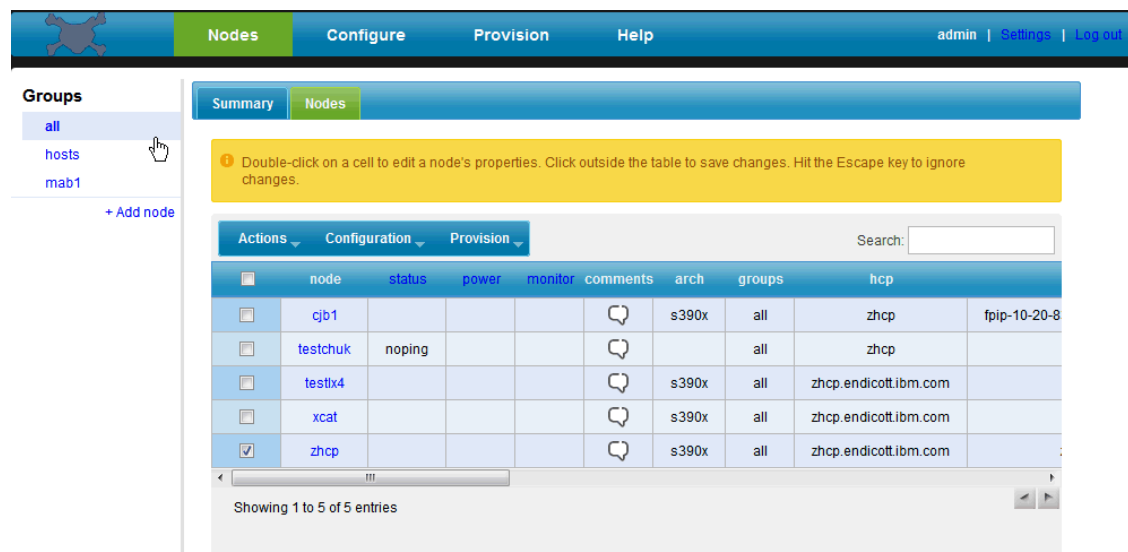 Nodes Configure Provision Help admin | Settings | Log out
Groups
all
hosts
mab1
+ Add node
Summary Nodes
Double-click on a cell to edit a node's properties. Click outside the table to save changes. Hit the Escape key to ignore
changes.
Actions Configuration Provision Search:
node status power monitor comments arch groups hcp
cjb1 s390x all zhcp fpip-10-20-8
testchuk noping all zhcp
testlx4 s390x all zhcp.endicott.ibm.com
xcat s390x all zhcp.endicott.ibm.com
zhcp s390x all zhcp.endicott.ibm.com
Showing 1 to 5 of 5 entries